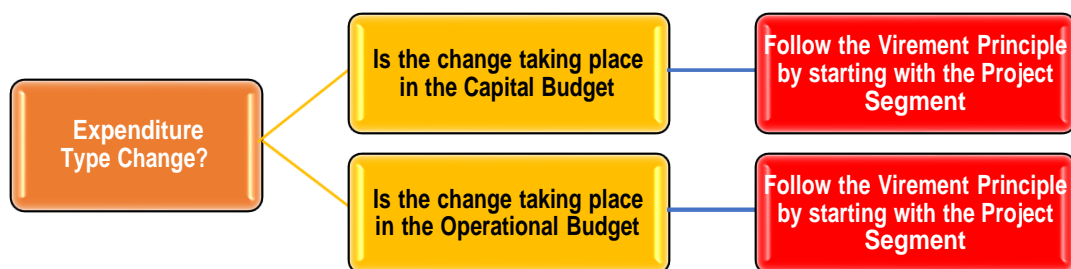 Expenditure
Type Change?
Is the change taking place
in the Capital Budget
Follow the Virement Principle
by starting with the Project
Segment
Is the change taking place
in the Operational Budget
Follow the Virement Principle
by starting with the Project
Segment